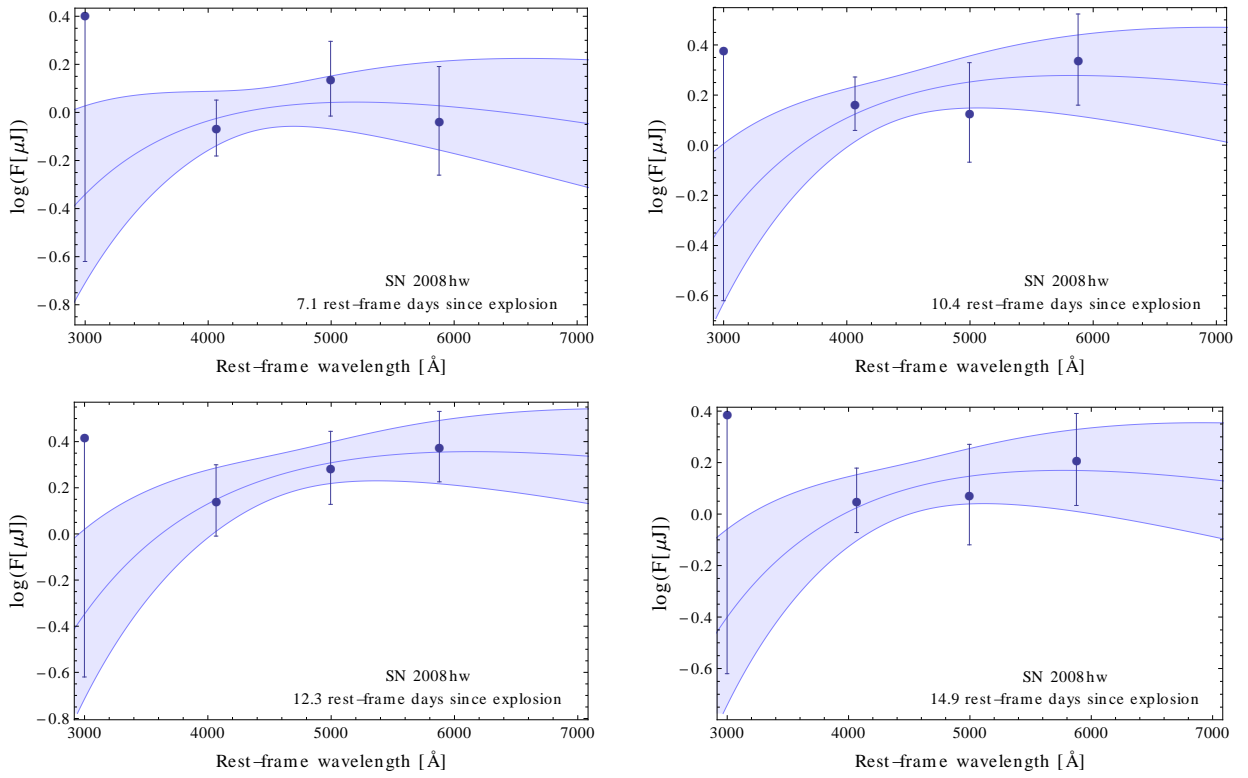 0.4
0.2
0.0
−0.2
−0.4
−0.6
−0.8
log(F[μJ])
SN 2008hw
7.1 rest−frame days since explosion
3000 4000 5000 6000 7000
Rest−frame wavelength [Å]
0.4
0.2
0.0
−0.2
−0.4
−0.6
log(F[μJ])
SN 2008hw
10.4 rest−frame days since explosion
3000 4000 5000 6000 7000
Rest−frame wavelength [Å]
0.4
0.2
0.0
−0.2
−0.4
−0.6
−0.8
log(F[μJ])
SN 2008hw
12.3 rest−frame days since explosion
3000 4000 5000 6000 7000
Rest−frame wavelength [Å]
0.4
0.2
0.0
−0.2
−0.4
−0.6
log(F[μJ])
SN 2008hw
14.9 rest−frame days since explosion
3000 4000 5000 6000 7000
Rest−frame wavelength [Å]